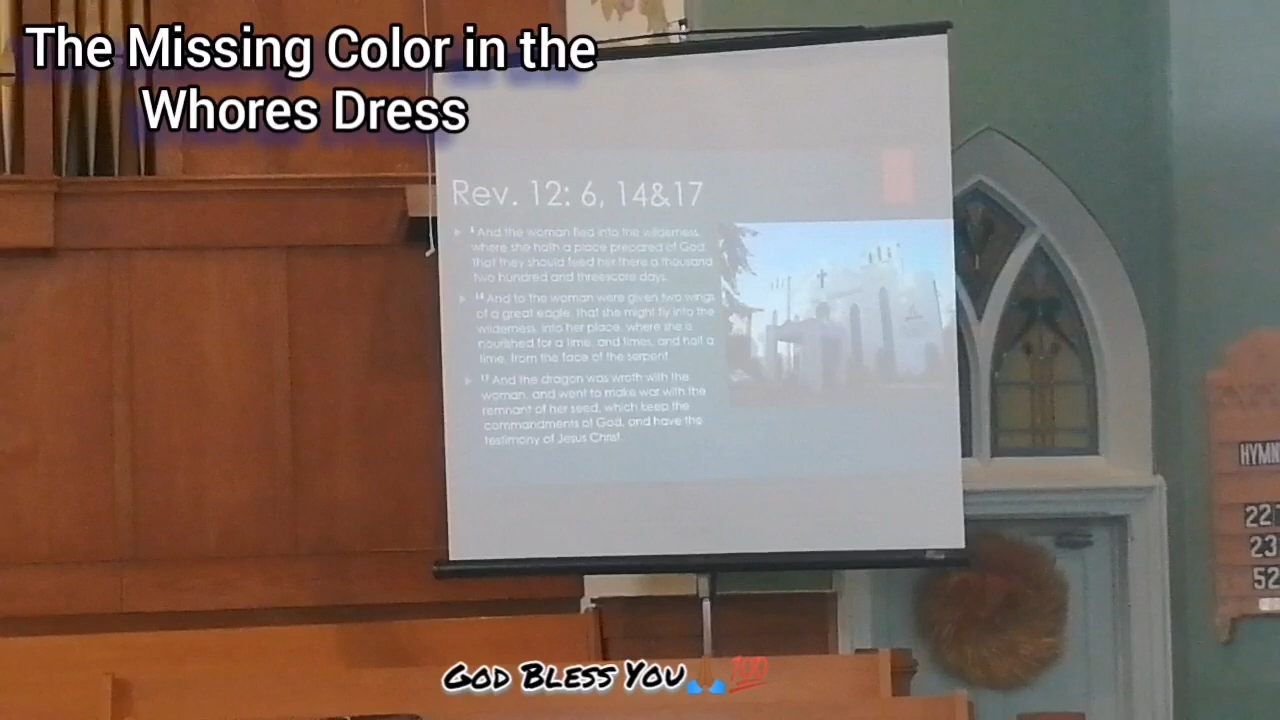 The Missing Color in the
Whores Dress
Rev. 12: 6, 14&17
6 And the woman fled into the wilderness,
where she hath a place prepared of God,
that they should feed her there a thousand
two hundred and threescore days.
14 And to the woman were given two wings
of a great eagle, that she might fly into the
wilderness, into her place, where she is
nourished for a time, and times, and half a
time, from the face of the serpent
17 And the dragon was wroth with the
woman, and went to make war with the
remnant of her seed, which keep the
commandments of God, and have the
testimony of Jesus Christ
HYMN
22
23
52
God Bless You🙏🏾💯